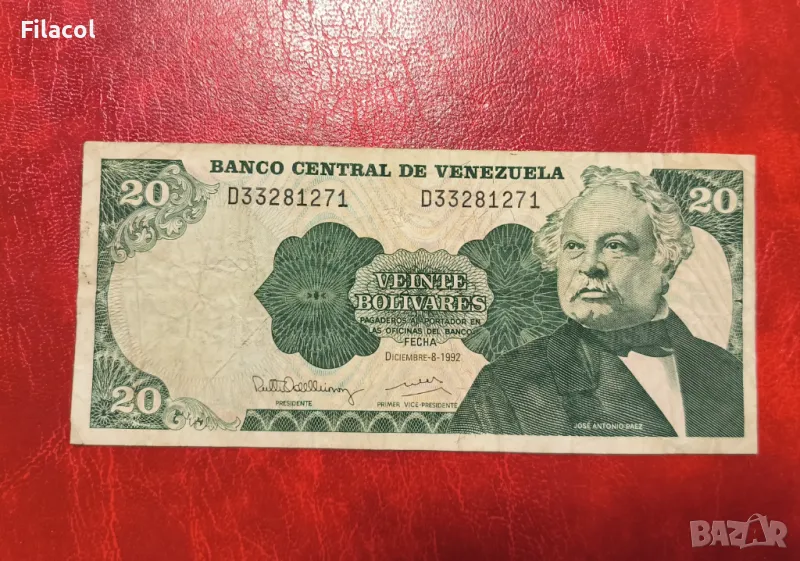 Filacol
BANCO CENTRAL DE VENEZUELA
20
20
D33281271 D33281271
VEINTE
BOLIVARES
PAGADEROS AL PORTADOR EN
LAS OFICINAS DEL BANCO
FECHA
DICIEMBRE-8-1992
PRESIDENTE PRIMER VICE-PRESIDENTE
20
JOSÉ ANTONIO PAEZ
BAZAR